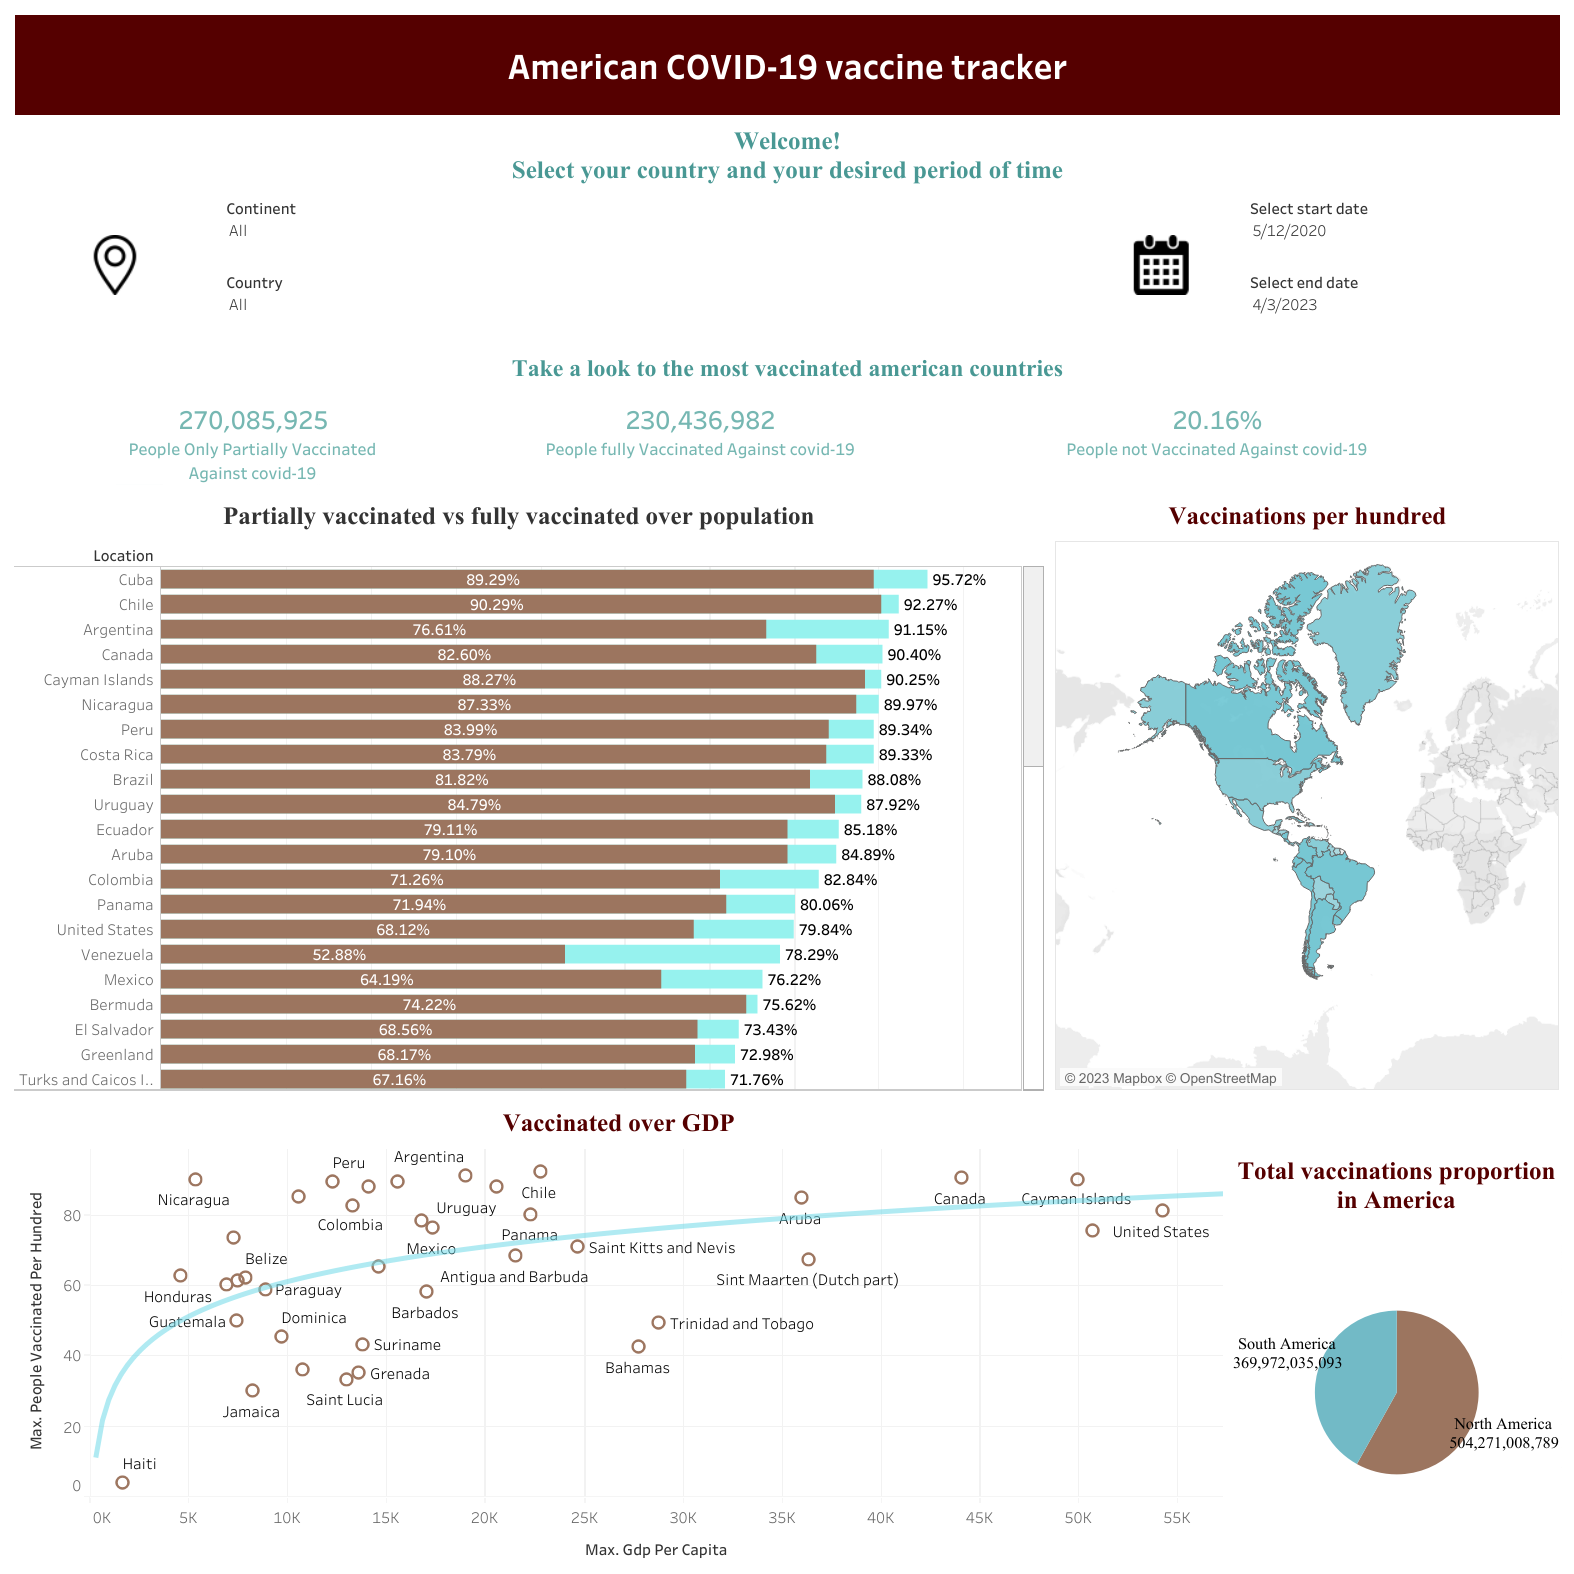 American COVID-19 vaccine tracker
Welcome!
Select your country and your desired period of time
Continent
All
Country
All
Select start date
5/12/2020
Select end date
4/3/2023
Take a look to the most vaccinated american countries
270,085,925
People Only Partially Vaccinated
Against covid-19
230,436,982
People fully Vaccinated Against covid-19
20.16%
People not Vaccinated Against covid-19
Partially vaccinated vs fully vaccinated over population
Location
Cuba 89.29% 95.72%
Chile 90.29% 92.27%
Argentina 76.61% 91.15%
Canada 82.60% 90.40%
Cayman Islands 88.27% 90.25%
Nicaragua 87.33% 89.97%
Peru 83.99% 89.34%
Costa Rica 83.79% 89.33%
Brazil 81.82% 88.08%
Uruguay 84.79% 87.92%
Ecuador 79.11% 85.18%
Aruba 79.10% 84.89%
Colombia 71.26% 82.84%
Panama 71.94% 80.06%
United States 68.12% 79.84%
Venezuela 52.88% 78.29%
Mexico 64.19% 76.22%
Bermuda 74.22% 75.62%
El Salvador 68.56% 73.43%
Greenland 68.17% 72.98%
Turks and Caicos I.. 67.16% 71.76%
Vaccinations per hundred
© 2023 Mapbox © OpenStreetMap
Vaccinated over GDP
Max. People Vaccinated Per Hundred
80
60
40
20
0
Peru
Argentina
Nicaragua
Chile
Canada
Cayman Islands
Colombia
Uruguay
Aruba
Panama
United States
Mexico
Saint Kitts and Nevis
Belize
Antigua and Barbuda
Sint Maarten (Dutch part)
Honduras
Paraguay
Barbados
Guatemala
Dominica
Trinidad and Tobago
Suriname
Bahamas
Grenada
Saint Lucia
Jamaica
Haiti
0K 5K 10K 15K 20K 25K 30K 35K 40K 45K 50K 55K
Max. Gdp Per Capita
Total vaccinations proportion
in America
South America
369,972,035,093
North America
504,271,008,789